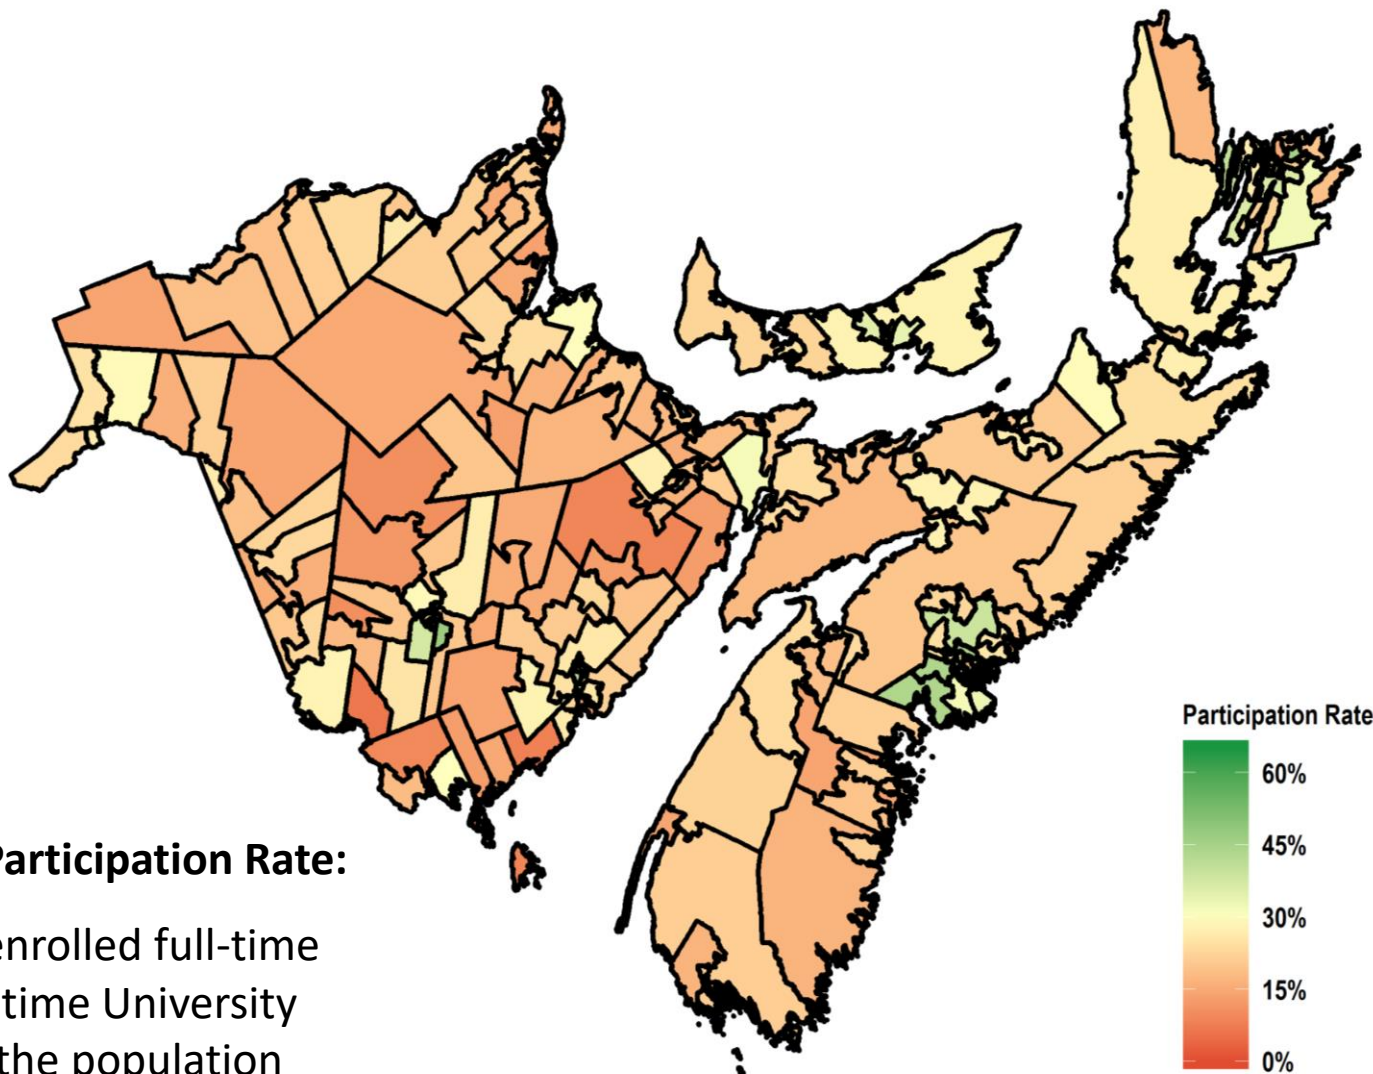 Participation Rate
60%
45%
30%
15%
0%
Participation Rate:
enrolled full-time
time University
the population